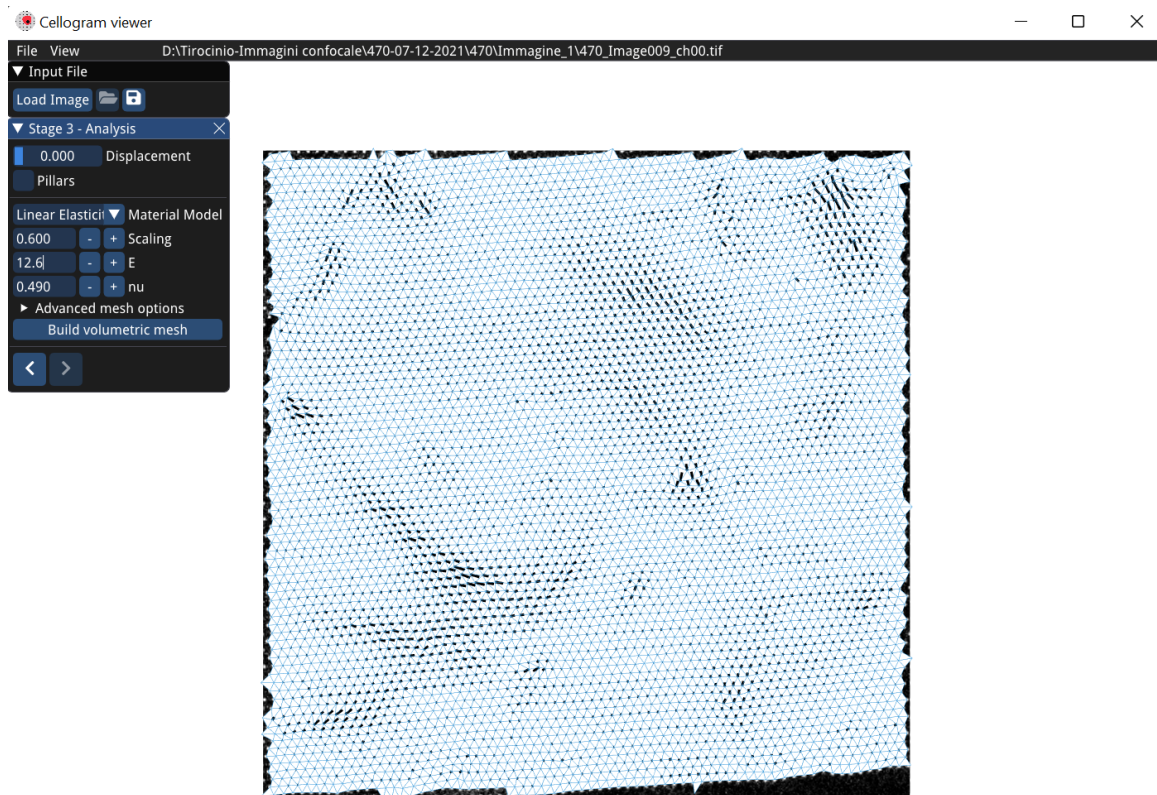 Cellogram viewer
File View D:\Tirocinio-Immagini confocale\470-07-12-2021\470\Immagine_1\470_Image009_ch00.tif
Input File
Load Image
Stage 3 - Analysis
0.000 Displacement
Pillars
Linear Elasticit Material Model
0.600 - + Scaling
12.6 - + E
0.490 - + nu
Advanced mesh options
Build volumetric mesh